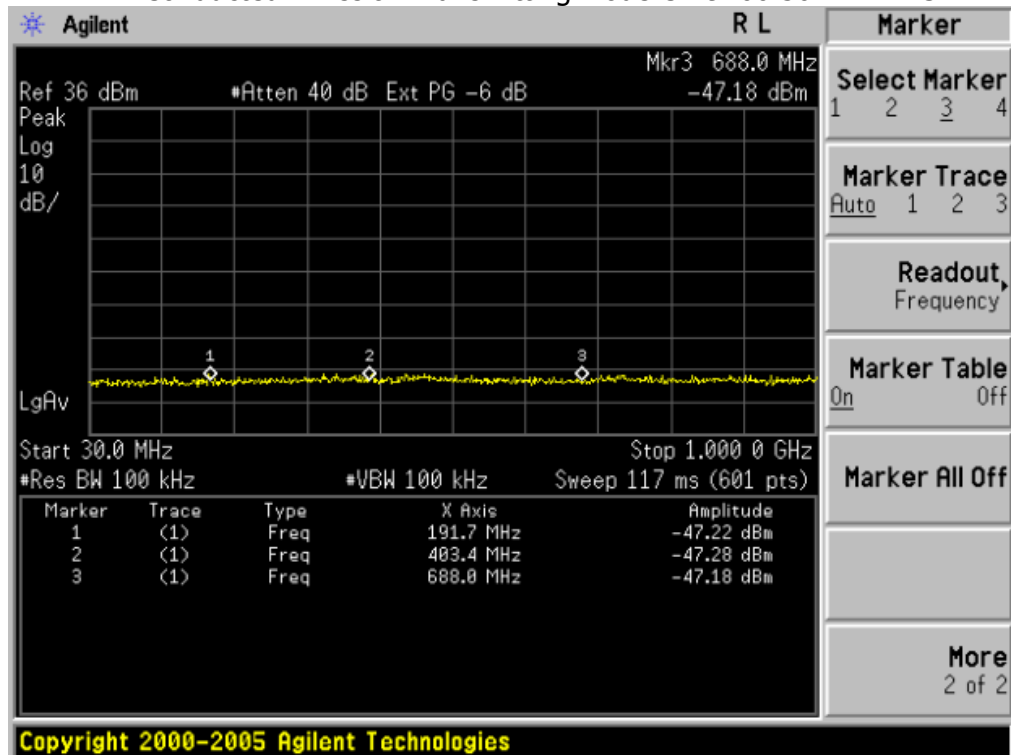 Agilent
R L
Marker
Mkr3 688.0 MHz
Ref 36 dBm #Atten 40 dB Ext PG -6 dB -47.18 dBm
Peak
Log
10
dB/
1 2 3
LgAv
Start 30.0 MHz Stop 1.000 0 GHz
#Res BW 100 kHz #VBW 100 kHz Sweep 117 ms (601 pts)
Marker Trace Type X Axis Amplitude
1 (1) Freq 191.7 MHz -47.22 dBm
2 (1) Freq 403.4 MHz -47.28 dBm
3 (1) Freq 688.0 MHz -47.18 dBm
Select Marker
1 2 3 4
Marker Trace
Auto 1 2 3
Readout
Frequency
Marker Table
On Off
Marker All Off
More
2 of 2
Copyright 2000-2005 Agilent Technologies